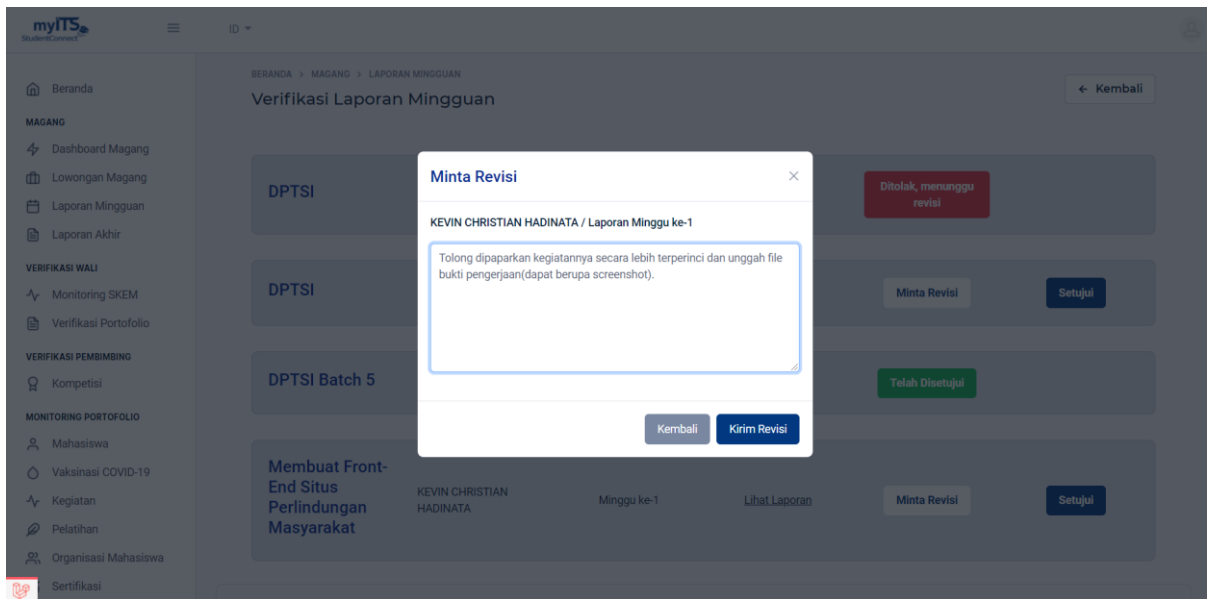 myITS
StudentConnect
ID
Beranda
MAGANG
Dashboard Magang
Lowongan Magang
Laporan Mingguan
Laporan Akhir
VERIFIKASI WALI
Monitoring SKEM
Verifikasi Portofolio
VERIFIKASI PEMBIMBING
Kompetisi
MONITORING PORTOFOLIO
Mahasiswa
Vaksinasi COVID-19
Kegiatan
Pelatihan
Organisasi Mahasiswa
Sertifikasi
BERANDA > MAGANG > LAPORAN MINGGUAN
Verifikasi Laporan Mingguan
← Kembali
DPTSI
Ditolak, menunggu
revisi
DPTSI
Minta Revisi
Setujui
DPTSI Batch 5
Telah Disetujui
Membuat Front-
End Situs
Perlindungan
Masyarakat
KEVIN CHRISTIAN
HADINATA
Minggu ke-1
Lihat Laporan
Minta Revisi
Setujui
Minta Revisi
KEVIN CHRISTIAN HADINATA / Laporan Minggu ke-1
Tolong dipaparkan kegiatannya secara lebih terperinci dan unggah file
bukti pengerjaan(dapat berupa screenshot).
Kembali
Kirim Revisi